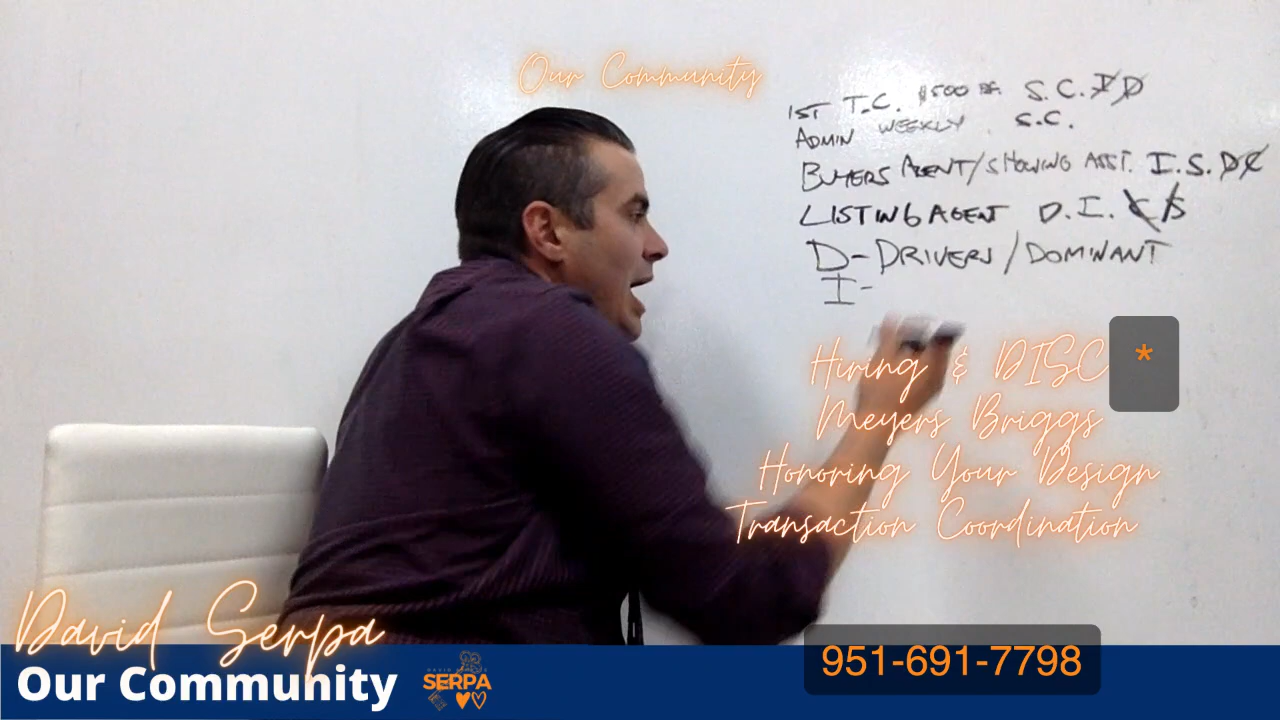 Our Community
1ST T.C. $500 S.C.I D
ADMIN WEEKLY S.C.
BUYERS AGENT/SHOWING ASST. I.S.D C
LISTING AGENT D.I. C/S
D- DRIVERS/DOMINANT
I-
Hiring & DISC *
Meyers Briggs
Honoring Your Design
Transaction Coordination
David Serpa
Our Community
SERPA
951-691-7798